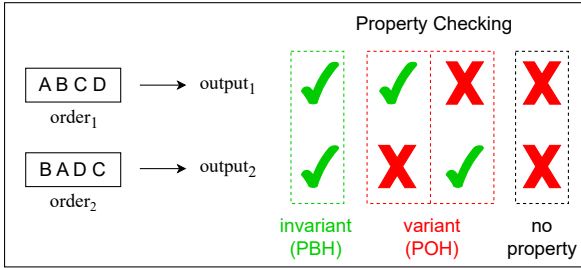 Property Checking
A B C D
output1
order1
B A D C
output2
order2
invariant
(PBH)
variant
(POH)
no
property